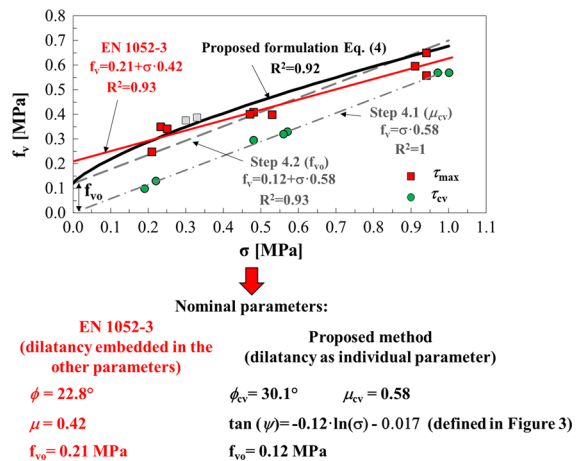 0.8
0.7
0.6
0.5
0.4
0.3
0.2
0.1
0.0
fv [MPa]
EN 1052-3
fv=0.21+σ·0.42
R²=0.93
Proposed formulation Eq. (4)
R²=0.92
Step 4.1 (μcv)
fv=σ·0.58
R²=1
Step 4.2 (fvo)
fv=0.12+σ·0.58
R²=0.93
fvo
τmax
τcv
0.0 0.1 0.2 0.3 0.4 0.5 0.6 0.7 0.8 0.9 1.0 1.1
σ [MPa]
Nominal parameters:
EN 1052-3
(dilatancy embedded in the
other parameters)
ϕ = 22.8°
μ = 0.42
fvo= 0.21 MPa
Proposed method
(dilatancy as individual parameter)
ϕcv = 30.1° μcv = 0.58
tan (ψ)= -0.12·ln(σ) - 0.017 (defined in Figure 3)
fvo= 0.12 MPa